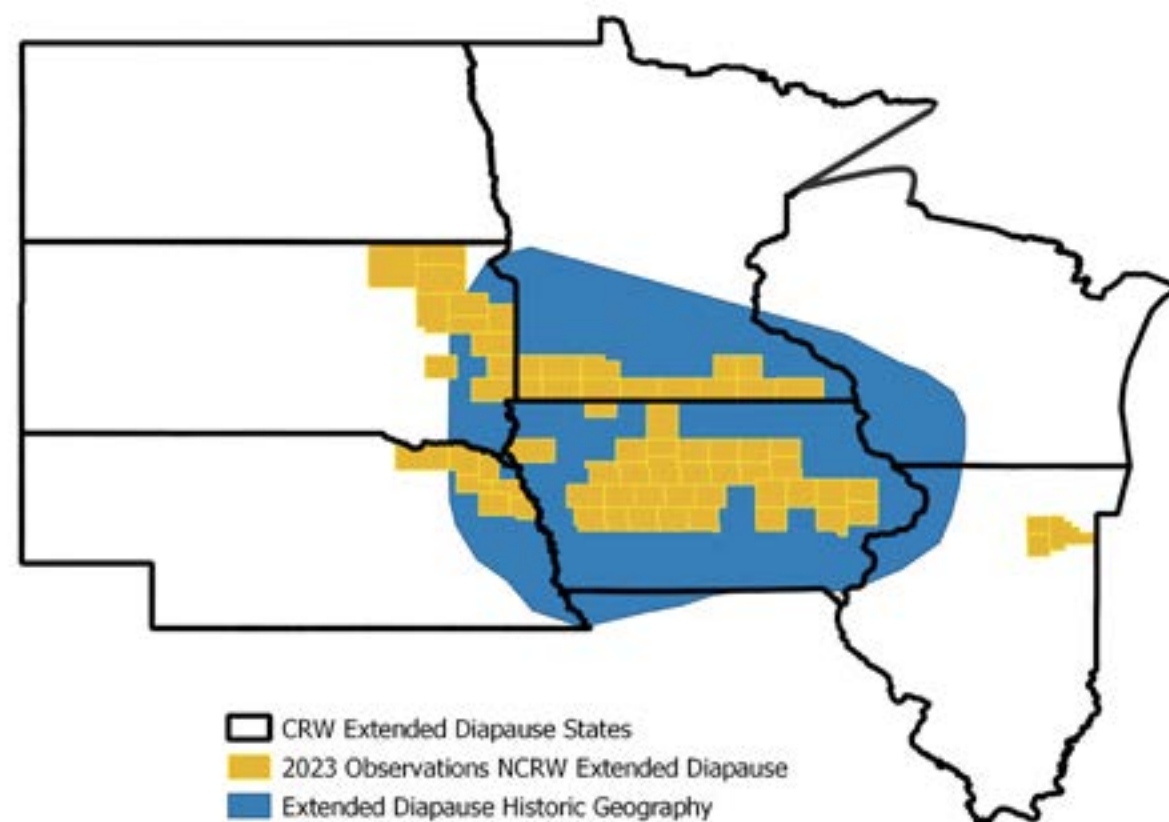 CRW Extended Diapause States
2023 Observations NCRW Extended Diapause
Extended Diapause Historic Geography